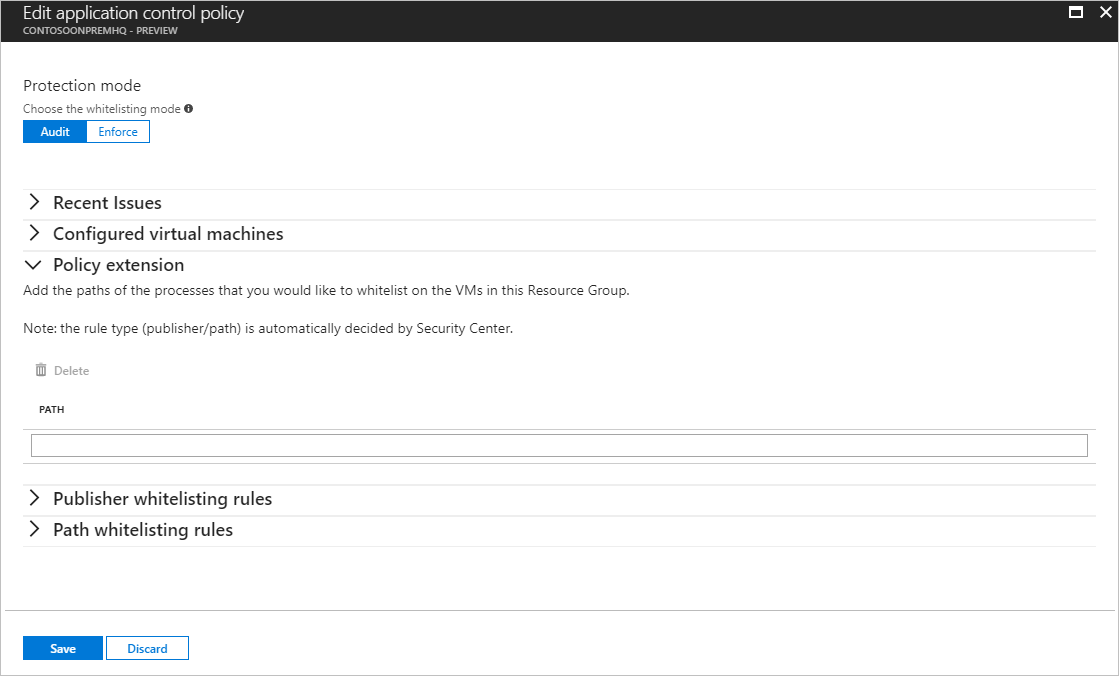 Edit application control policy
CONTOSOONPREMHQ - PREVIEW
Protection mode
Choose the whitelisting mode
Audit Enforce
Recent Issues
Configured virtual machines
Policy extension
Add the paths of the processes that you would like to whitelist on the VMs in this Resource Group.
Note: the rule type (publisher/path) is automatically decided by Security Center.
Delete
PATH
Publisher whitelisting rules
Path whitelisting rules
Save Discard